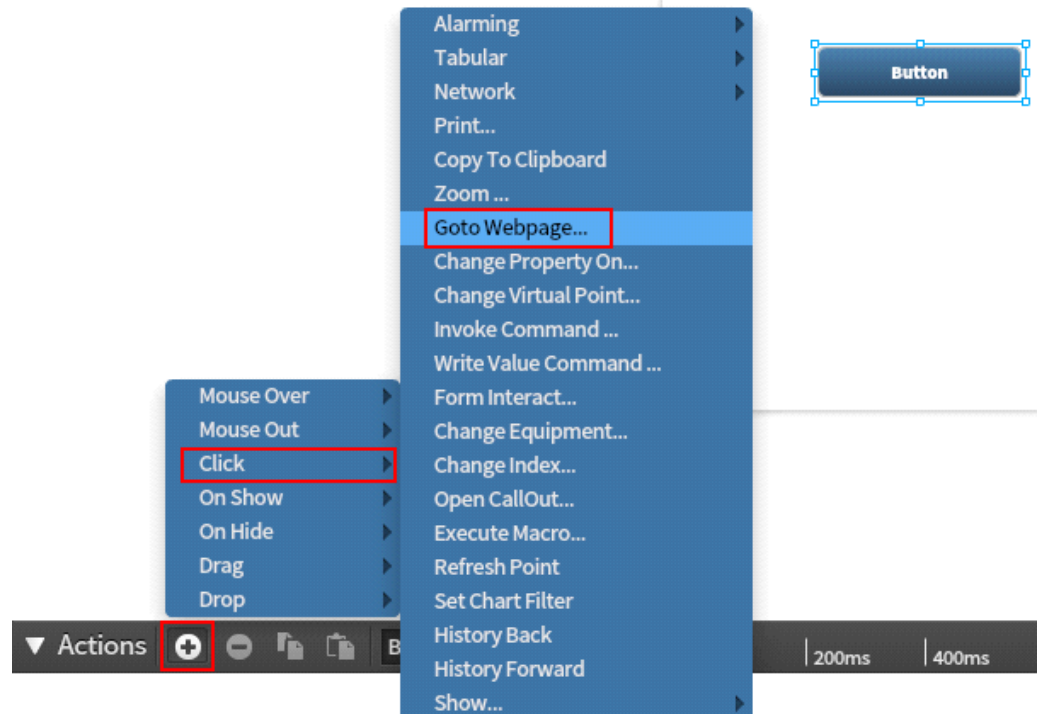 Alarming
Tabular
Network
Print...
Copy To Clipboard
Zoom ...
Goto Webpage...
Change Property On...
Change Virtual Point...
Invoke Command ...
Write Value Command ...
Form Interact...
Change Equipment...
Change Index...
Open CallOut...
Execute Macro...
Refresh Point
Set Chart Filter
History Back
History Forward
Show...
Button
Mouse Over
Mouse Out
Click
On Show
On Hide
Drag
Drop
Actions B 200ms 400ms